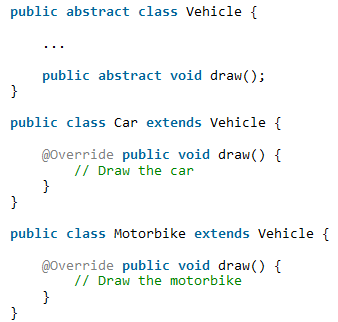 public abstract class Vehicle {
...
public abstract void draw();
}
public class Car extends Vehicle {
@Override public void draw() {
// Draw the car
}
}
public class Motorbike extends Vehicle {
@Override public void draw() {
// Draw the motorbike
}
}